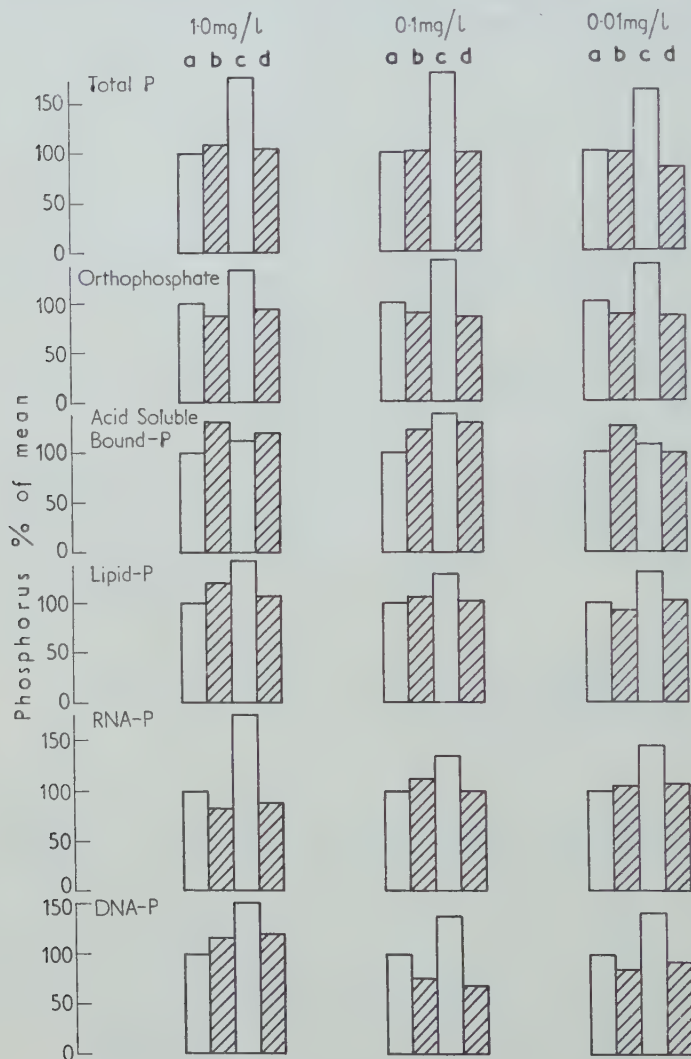 1·0mg/l 0·1mg/l 0·01mg/l
a b c d a b c d a b c d
Total P
150
100
50
0
Orthophosphate
100
50
0
Acid Soluble
Bound-P
100
50
0
Lipid-P
100
50
0
RNA-P
150
100
50
0
DNA-P
150
100
50
0
Phosphorus % of mean